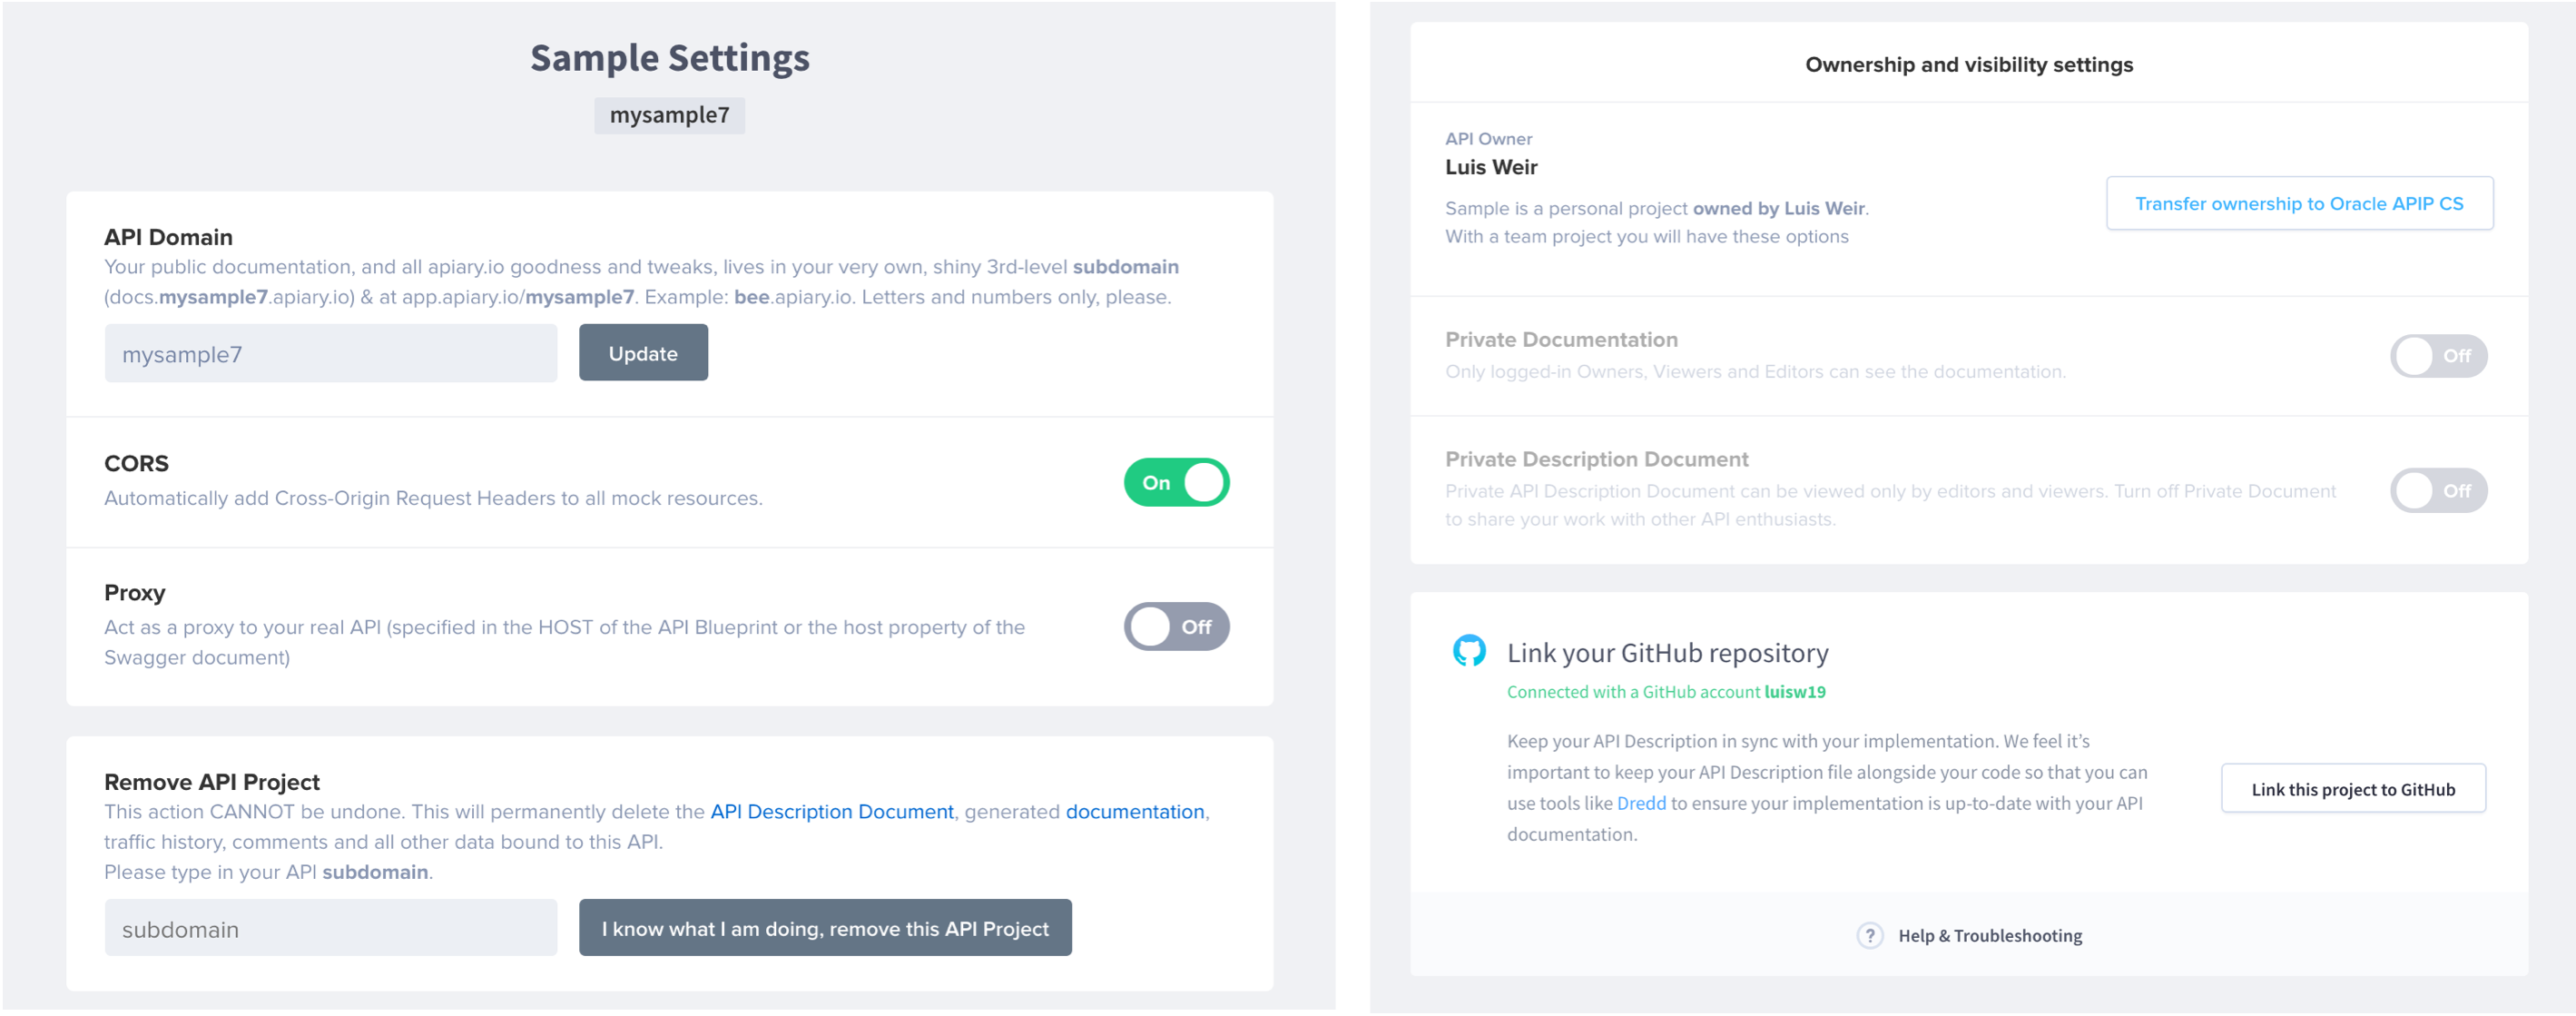 Sample Settings
mysample7
API Domain
Your public documentation, and all apiary.io goodness and tweaks, lives in your very own, shiny 3rd-level subdomain
(docs.mysample7.apiary.io) & at app.apiary.io/mysample7. Example: bee.apiary.io. Letters and numbers only, please.
mysample7
Update
CORS
Automatically add Cross-Origin Request Headers to all mock resources.
On
Proxy
Act as a proxy to your real API (specified in the HOST of the API Blueprint or the host property of the
Swagger document)
Off
Remove API Project
This action CANNOT be undone. This will permanently delete the API Description Document, generated documentation,
traffic history, comments and all other data bound to this API.
Please type in your API subdomain.
subdomain
I know what I am doing, remove this API Project
Ownership and visibility settings
API Owner
Luis Weir
Sample is a personal project owned by Luis Weir.
With a team project you will have these options
Transfer ownership to Oracle APIP CS
Private Documentation
Only logged-in Owners, Viewers and Editors can see the documentation.
Off
Private Description Document
Private API Description Document can be viewed only by editors and viewers. Turn off Private Document
to share your work with other API enthusiasts.
Off
Link your GitHub repository
Connected with a GitHub account luisw19
Keep your API Description in sync with your implementation. We feel it's
important to keep your API Description file alongside your code so that you can
use tools like Dredd to ensure your implementation is up-to-date with your API
documentation.
Link this project to GitHub
? Help & Troubleshooting